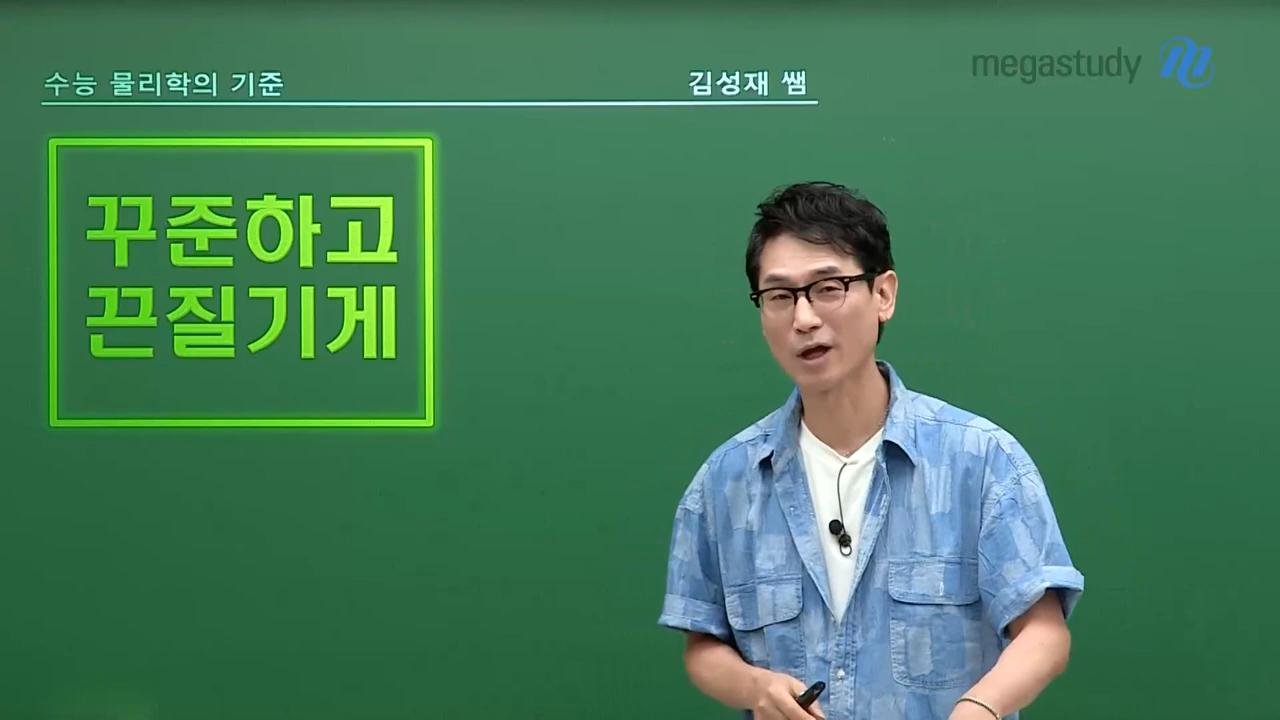 수능 물리학의 기준
김성재 쌤
megastudy
꾸준하고
끈질기게